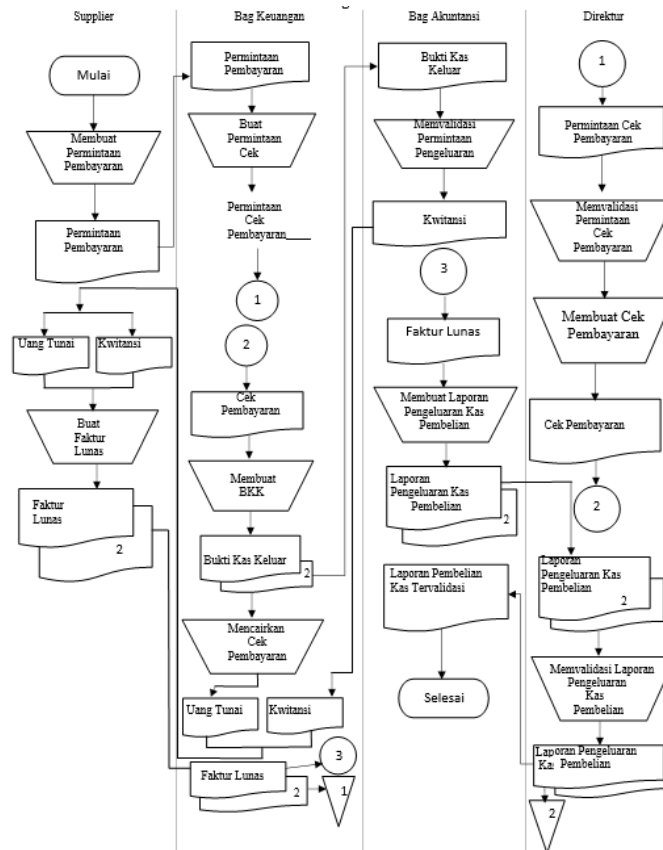 Supplier
Bag Keuangan
Bag Akuntansi
Direktur
Mulai
Membuat
Permintaan
Pembayaran
Permintaan
Pembayaran
Uang Tunai
Kwitansi
Buat
Faktur
Lunas
Faktur
Lunas
2
Permintaan
Pembayaran
Buat
Permintaan
Cek
Permintaan
Cek
Pembayaran
1
2
Cek
Pembayaran
Membuat
BKK
Bukti Kas Keluar
2
Mencairkan
Cek
Pembayaran
Uang Tunai
Kwitansi
3
Faktur Lunas
2
1
Bukti Kas
Keluar
Memvalidasi
Permintaan
Pengeluaran
Kwitansi
3
Faktur Lunas
Membuat Laporan
Pengeluaran Kas
Pembelian
Laporan
Pengeluaran Kas
Pembelian
2
Laporan Pembelian
Kas Tervalidasi
Selesai
1
Permintaan Cek
Pembayaran
Memvalidasi
Permintaan
Cek
Pembayaran
Membuat Cek
Pembayaran
Cek Pembayaran
2
Laporan
Pengeluaran Kas
Pembelian
2
Memvalidasi Laporan
Pengeluaran
Kas
Pembelian
Laporan Pengeluaran
Kas Pembelian
2